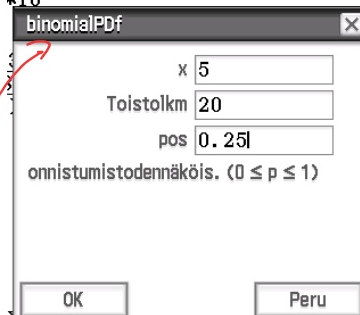 binomialPDf
x 5
Toistolkm 20
pos 0.25
onnistumistodennäköis. (0 ≤ p ≤ 1)
OK Peru